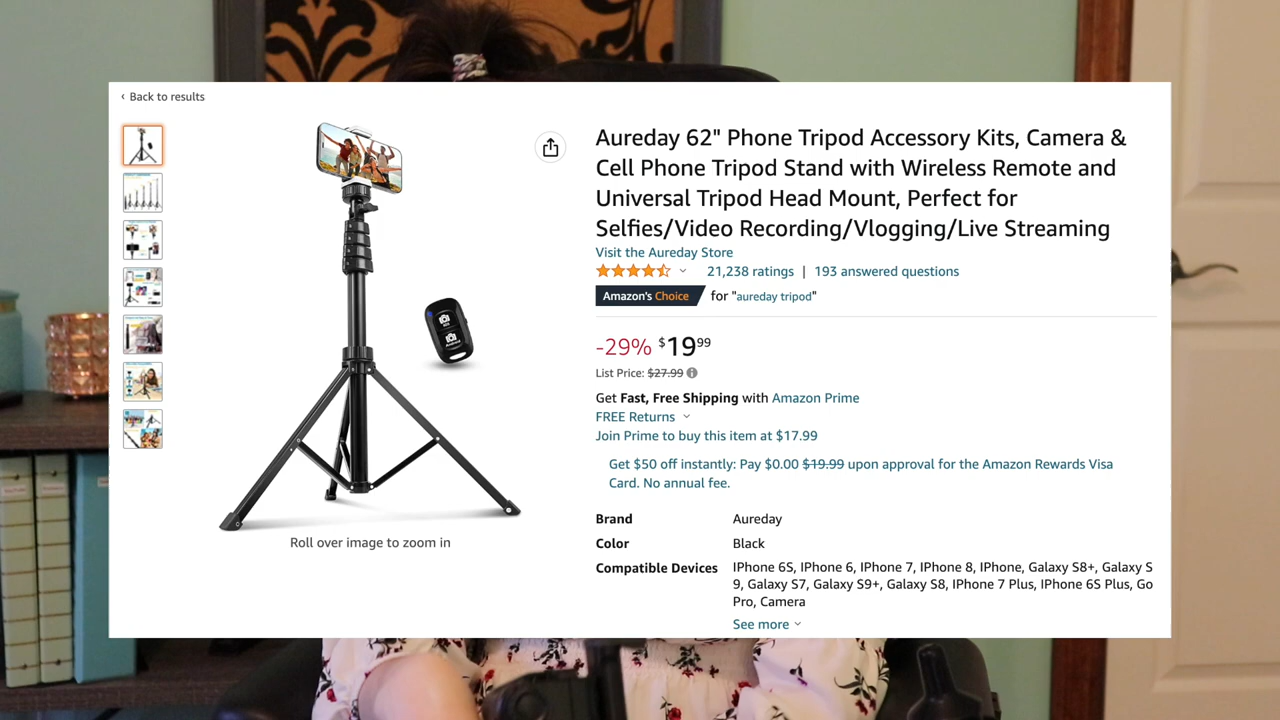 ‹ Back to results
Aureday 62" Phone Tripod Accessory Kits, Camera &
Cell Phone Tripod Stand with Wireless Remote and
Universal Tripod Head Mount, Perfect for
Selfies/Video Recording/Vlogging/Live Streaming
Visit the Aureday Store
21,238 ratings | 193 answered questions
Amazon's Choice for "aureday tripod"
-29% $1999
List Price: $27.99
Get Fast, Free Shipping with Amazon Prime
FREE Returns
Join Prime to buy this item at $17.99
Get $50 off instantly: Pay $0.00 $19.99 upon approval for the Amazon Rewards Visa
Card. No annual fee.
Brand Aureday
Color Black
Compatible Devices IPhone 6S, IPhone 6, IPhone 7, IPhone 8, IPhone, Galaxy S8+, Galaxy S
9, Galaxy S7, Galaxy S9+, Galaxy S8, IPhone 7 Plus, IPhone 6S Plus, Go
Pro, Camera
See more
Roll over image to zoom in